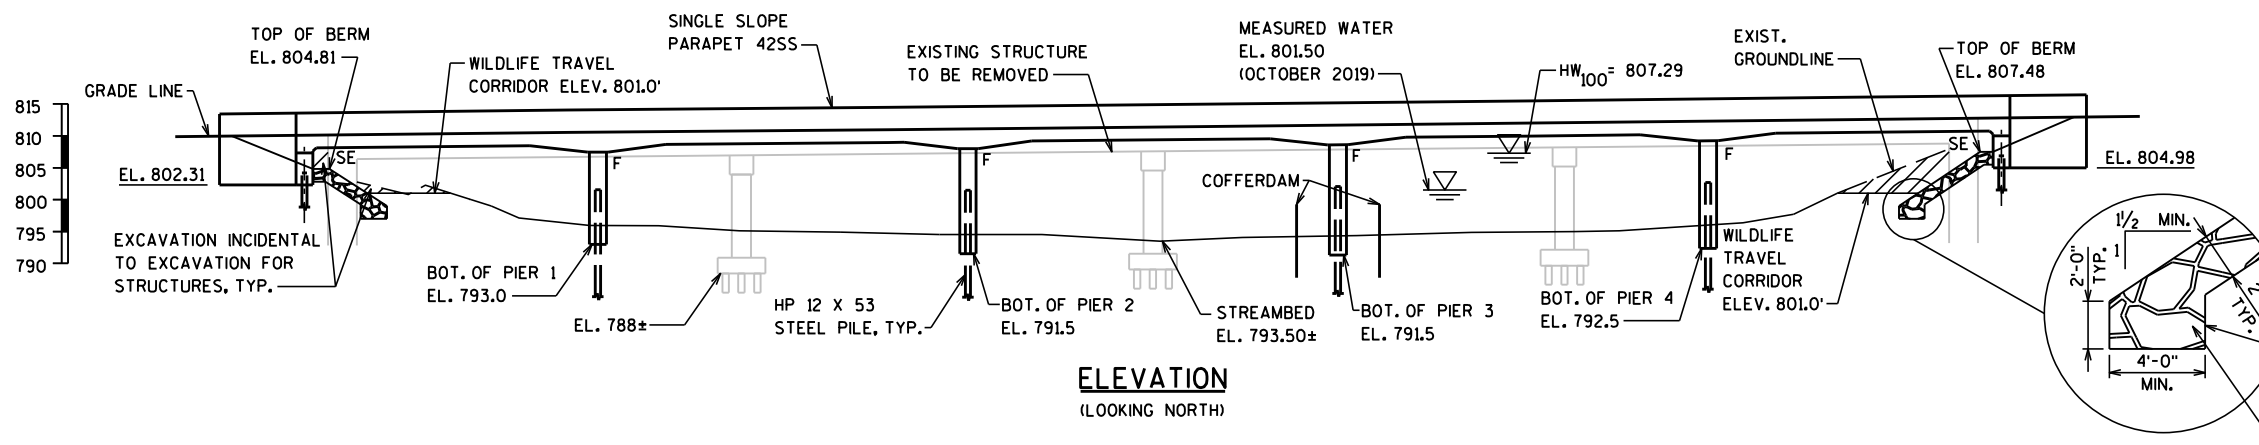 TOP OF BERM
EL. 804.81
SINGLE SLOPE
PARAPET 42SS
MEASURED WATER
EL. 801.50
(OCTOBER 2019)
EXIST.
GROUNDLINE
TOP OF BERM
EL. 807.48
WILDLIFE TRAVEL
CORRIDOR ELEV. 801.0'
EXISTING STRUCTURE
TO BE REMOVED
HW100= 807.29
GRADE LINE
815
810
805
800
795
790
SE
F
F
F
F
SE
EL. 802.31
EL. 804.98
COFFERDAM
EXCAVATION INCIDENTAL
TO EXCAVATION FOR
STRUCTURES, TYP.
BOT. OF PIER 1
EL. 793.0
EL. 788±
HP 12 X 53
STEEL PILE, TYP.
BOT. OF PIER 2
EL. 791.5
STREAMBED
EL. 793.50±
BOT. OF PIER 3
EL. 791.5
BOT. OF PIER 4
EL. 792.5
WILDLIFE
TRAVEL
CORRIDOR
ELEV. 801.0'
1½ MIN.
1
2'-0"
TYP.
TYP.
4'-0"
MIN.
ELEVATION
(LOOKING NORTH)